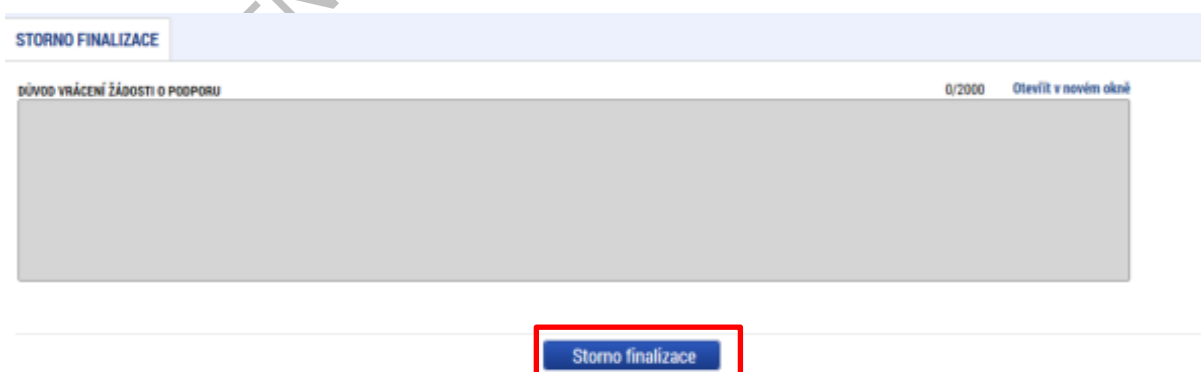 STORNO FINALIZACE
DŮVOD VRÁCENÍ ŽÁDOSTI O PODPORU 0/2000 Otevřít v novém okně
Storno finalizace